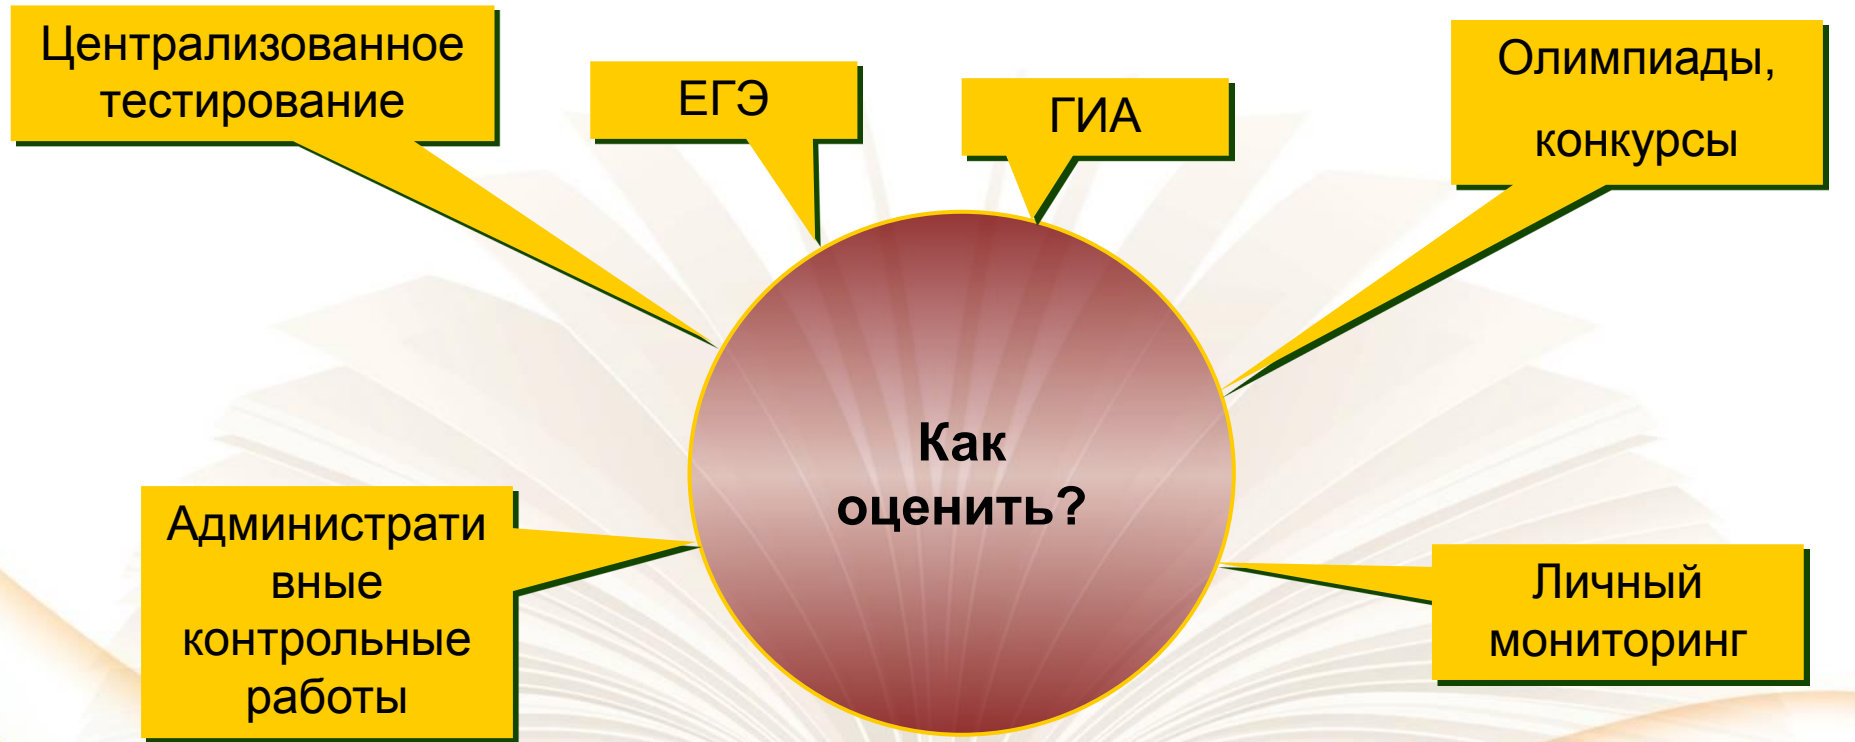 Централизованное
тестирование
ЕГЭ
ГИА
Олимпиады,
конкурсы
Как
оценить?
Администрати
вные
контрольные
работы
Личный
мониторинг